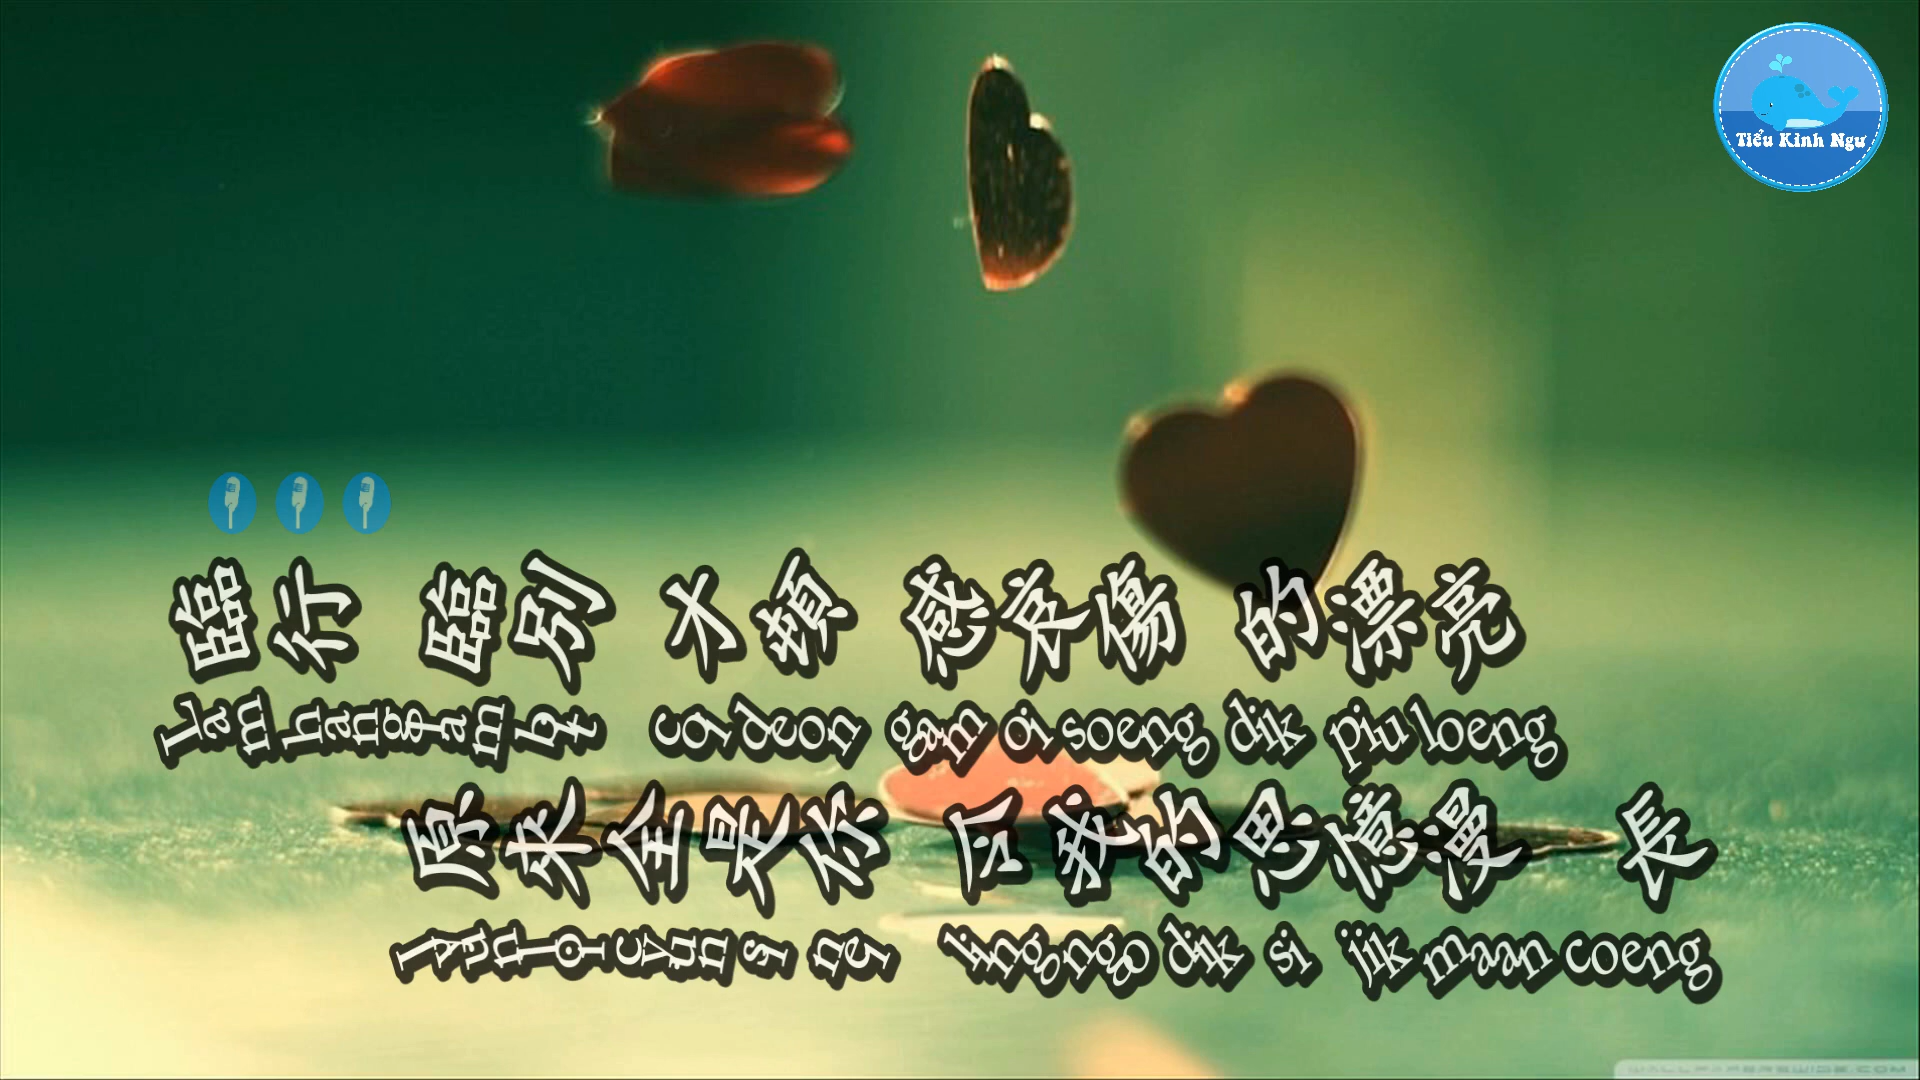 Tiểu Kình Ngư
臨行 臨別 才頓 感哀傷 的漂亮
Lam hang lam bit coi deon gam oi soeng dik piu loeng
原來全是你 令我的思憶漫 長
Jyun loi cyun si nei ling ngo dik si jik maan coeng